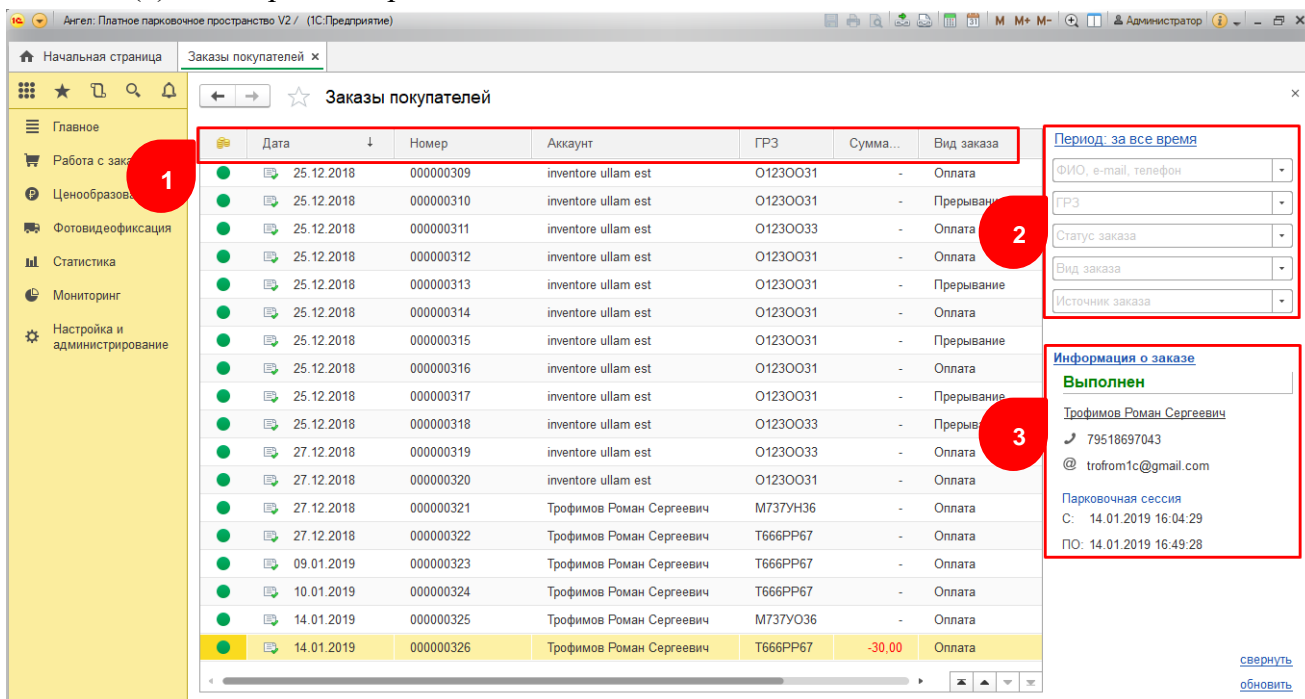 Ангел: Платное парковочное пространство V2 / (1С:Предприятие) M M+ M- Администратор
Начальная страница Заказы покупателей ×
Главное
Работа с зака
Ценообразова
Фотовидеофиксация
Статистика
Мониторинг
Настройка и
администрирование
1
Заказы покупателей
Дата ↓ Номер Аккаунт ГРЗ Сумма... Вид заказа
25.12.2018 000000309 inventore ullam est О123ОО31 - Оплата
25.12.2018 000000310 inventore ullam est О123ОО31 - Прерывание
25.12.2018 000000311 inventore ullam est О123ОО33 - Оплата
25.12.2018 000000312 inventore ullam est О123ОО31 - Оплата
25.12.2018 000000313 inventore ullam est О123ОО31 - Прерывание
25.12.2018 000000314 inventore ullam est О123ОО31 - Оплата
25.12.2018 000000315 inventore ullam est О123ОО31 - Прерывание
25.12.2018 000000316 inventore ullam est О123ОО31 - Оплата
25.12.2018 000000317 inventore ullam est О123ОО31 - Прерывание
25.12.2018 000000318 inventore ullam est О123ОО33 - Прерыва
27.12.2018 000000319 inventore ullam est О123ОО33 - Оплата
27.12.2018 000000320 inventore ullam est О123ОО31 - Оплата
27.12.2018 000000321 Трофимов Роман Сергеевич М737УН36 - Оплата
27.12.2018 000000322 Трофимов Роман Сергеевич Т666РР67 - Оплата
09.01.2019 000000323 Трофимов Роман Сергеевич Т666РР67 - Оплата
10.01.2019 000000324 Трофимов Роман Сергеевич Т666РР67 - Оплата
14.01.2019 000000325 Трофимов Роман Сергеевич М737УО36 - Оплата
14.01.2019 000000326 Трофимов Роман Сергеевич Т666РР67 -30,00 Оплата
2
Период: за все время
ФИО, e-mail, телефон
ГРЗ
Статус заказа
Вид заказа
Источник заказа
3
Информация о заказе
Выполнен
Трофимов Роман Сергеевич
79518697043
@ trofrom1c@gmail.com
Парковочная сессия
С: 14.01.2019 16:04:29
ПО: 14.01.2019 16:49:28
свернуть
обновить